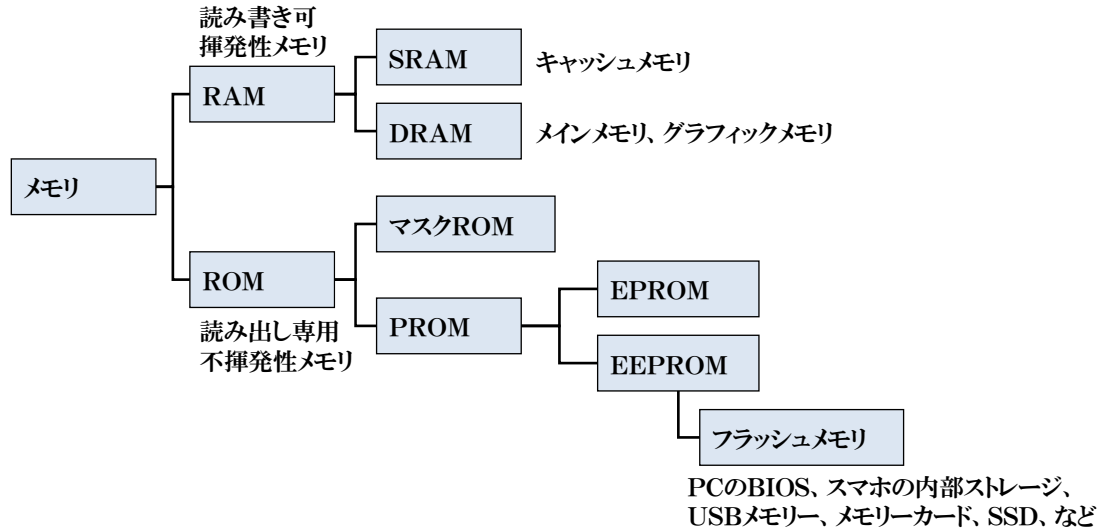 読み書き可
揮発性メモリ
SRAM
キャッシュメモリ
RAM
DRAM
メインメモリ、グラフィックメモリ
メモリ
マスクROM
ROM
EPROM
読み出し専用
不揮発性メモリ
PROM
EEPROM
フラッシュメモリ
PCのBIOS、スマホの内部ストレージ、
USBメモリー、メモリーカード、SSD、など